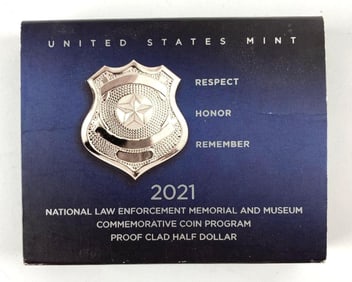 UNITED STATES MINT
RESPECT
HONOR
REMEMBER
2021
NATIONAL LAW ENFORCEMENT MEMORIAL AND MUSEUM
COMMEMORATIVE COIN PROGRAM
PROOF CLAD HALF DOLLAR